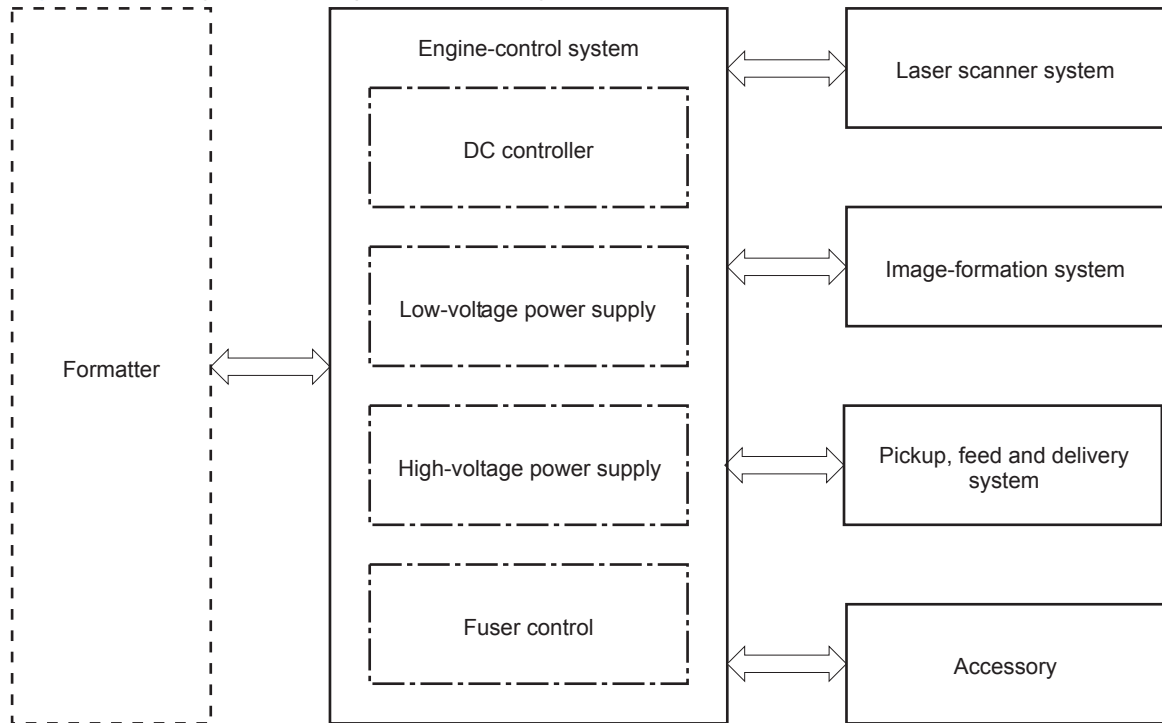 Engine-control system
Laser scanner system
DC controller
Image-formation system
Low-voltage power supply
Formatter
High-voltage power supply
Pickup, feed and delivery
system
Fuser control
Accessory